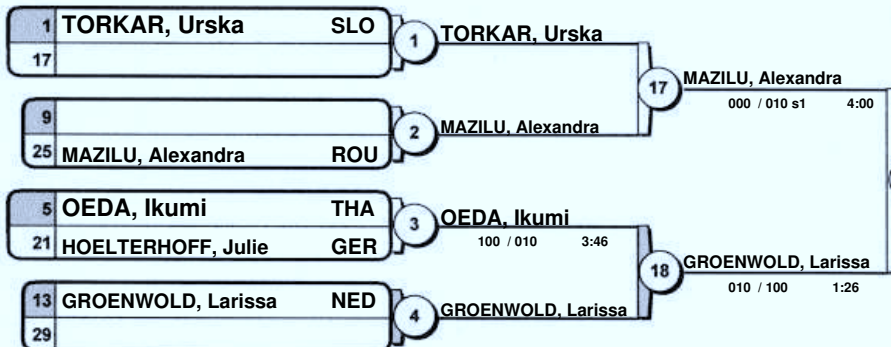 1 TORKAR, Urska SLO
17
1 TORKAR, Urska
9
25 MAZILU, Alexandra ROU
2 MAZILU, Alexandra
17 MAZILU, Alexandra
000 / 010 s1 4:00
5 OEDA, Ikumi THA
21 HOELTERHOFF, Julie GER
3 OEDA, Ikumi
100 / 010 3:46
13 GROENWOLD, Larissa NED
29
4 GROENWOLD, Larissa
18 GROENWOLD, Larissa
010 / 100 1:26